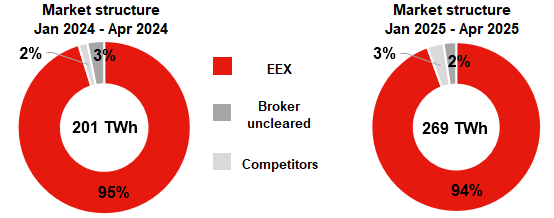 Market structure
Jan 2024 - Apr 2024
2%
3%
201 TWh
95%
EEX
Broker
uncleared
Competitors
Market structure
Jan 2025 - Apr 2025
3%
2%
269 TWh
94%